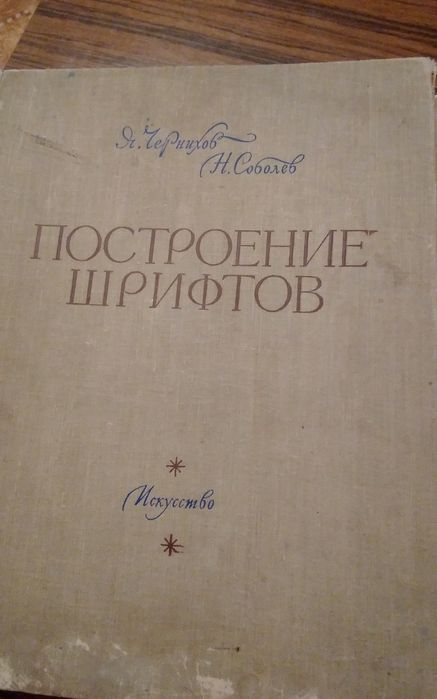 Я. Чернихов
Н. Соболев
ПОСТРОЕНИЕ
ШРИФТОВ
Искусство